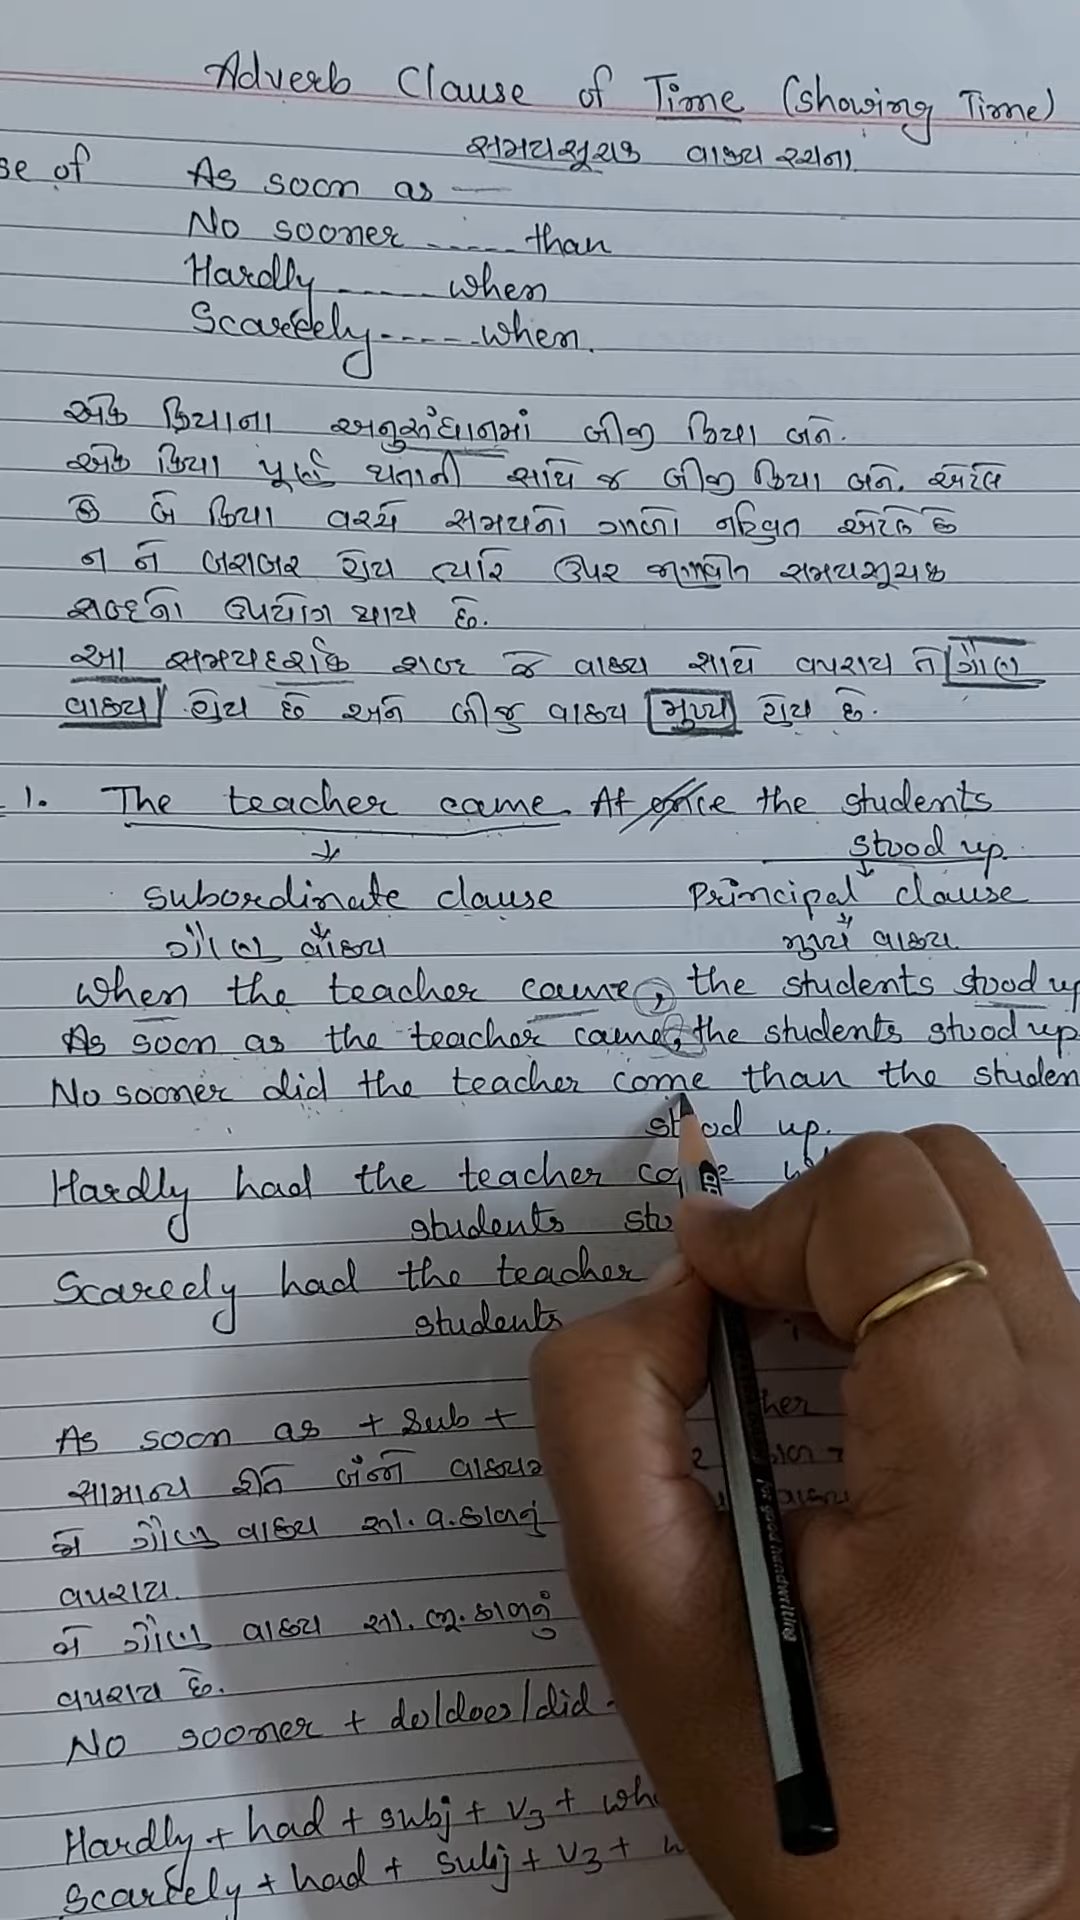 Adverb Clause of Time (showing Time)
સમયસૂચક વાક્ય રચના.
se of As soon as —
No sooner ..... than
Hardly ..... when
Scarcely ..... when.
એક ક્રિયાના અનુસંધાનમાં બીજી ક્રિયા બને.
એક ક્રિયા પૂર્ણ થતાની સાથે જ બીજી ક્રિયા બને. એટલે
કે બે ક્રિયા વચ્ચે સમયનો ગાળો નહિવત એટલે કે
ન ને બરાબર હોય ત્યારે ઉપર જણાવેલ સમયસૂચક
શબ્દનો ઉપયોગ થાય છે.
આ સમયદર્શક શબ્દ જે વાક્ય સાથે વપરાય તે ગૌણ
વાક્ય હોય છે અને બીજુ વાક્ય મુખ્ય હોય છે.
1. The teacher came. At once the students
stood up.
subordinate clause Principal clause
ગૌણ વાક્ય મુખ્ય વાક્ય
When the teacher came, the students stood up
As soon as the teacher came, the students stood up
No sooner did the teacher come than the studen
stood up.
Hardly had the teacher come
students
Scarcely had the teacher
students
As soon as + Sub +
સામાન્ય રીતે બંને વાક્યમાં
જો ગૌણ વાક્ય સા. વ. કાળનું
વપરાય.
જો ગૌણ વાક્ય સા. ભૂ. કાળનું
વપરાય છે.
No sooner + do/does/did
Hardly + had + subj + V3 +
Scarcely + had + subj + V3 +